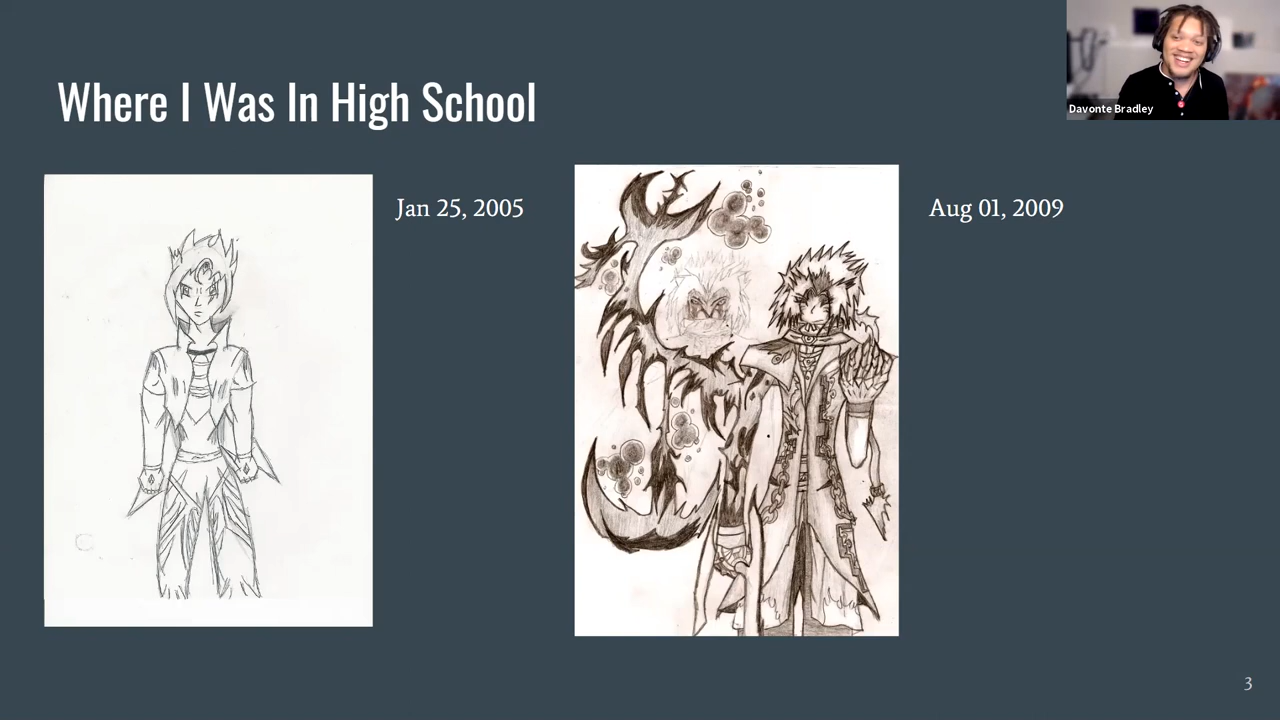 Where I Was In High School
Davonte Bradley
Jan 25, 2005
Aug 01, 2009
3